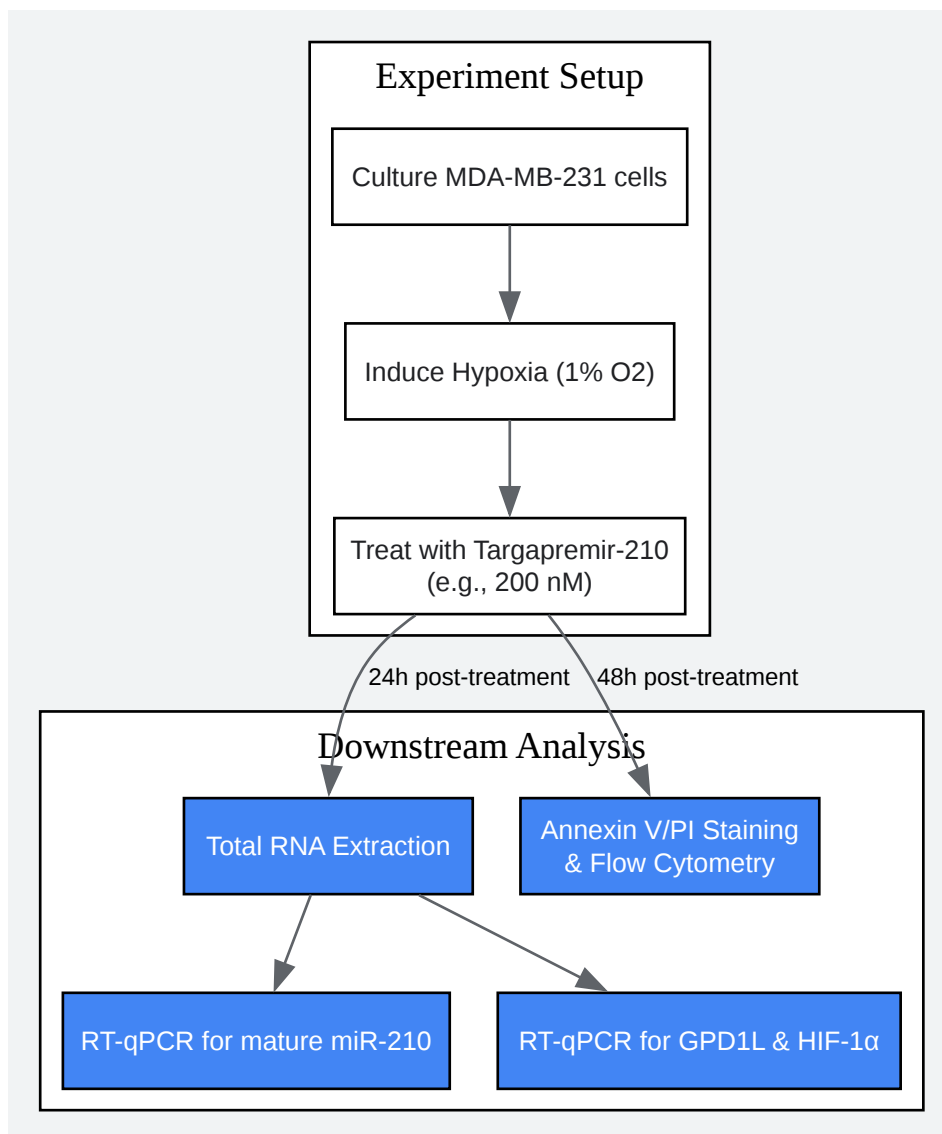 Experiment Setup
Culture MDA-MB-231 cells
Induce Hypoxia (1% O2)
Treat with Targapremir-210
(e.g., 200 nM)
24h post-treatment
48h post-treatment
Downstream Analysis
Total RNA Extraction
Annexin V/PI Staining
& Flow Cytometry
RT-qPCR for mature miR-210
RT-qPCR for GPD1L & HIF-1α